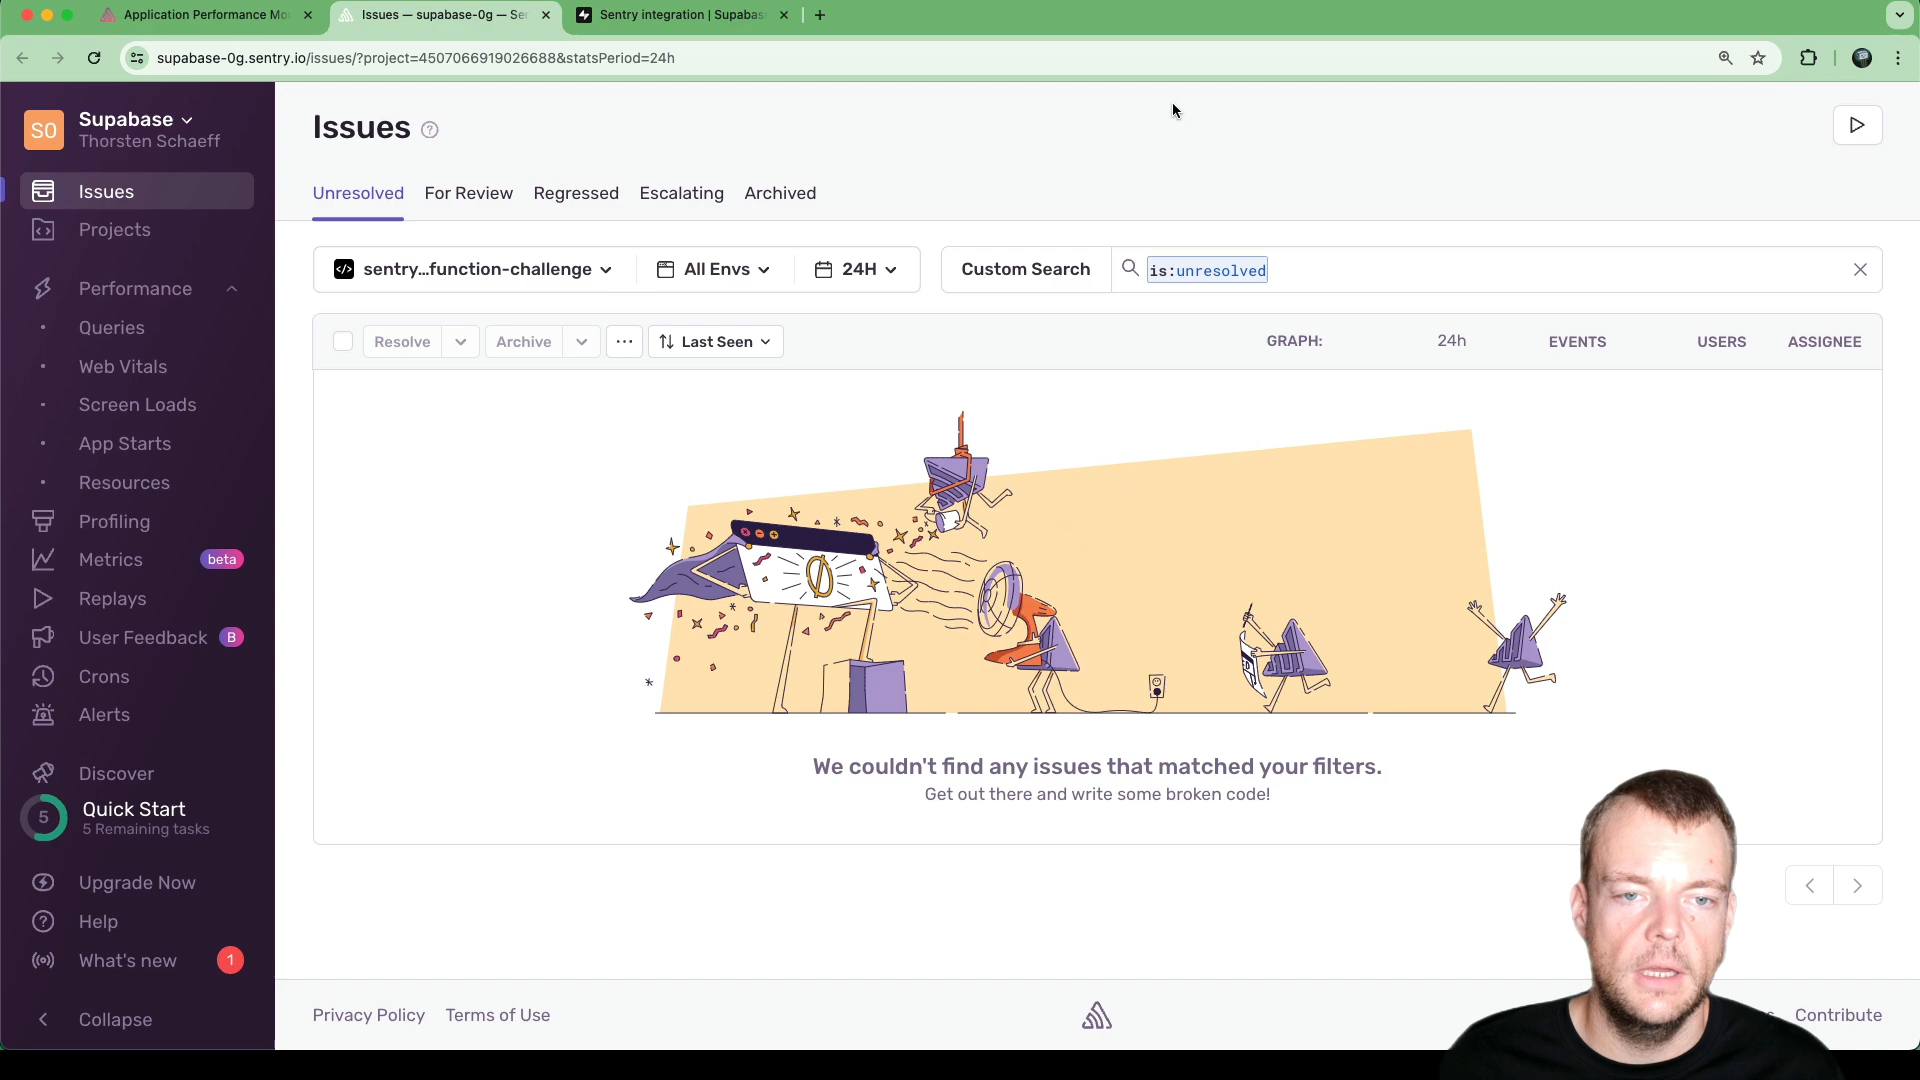 Application Performance Mo
Issues — supabase-0g — Se
Sentry integration | Supabas
supabase-0g.sentry.io/issues/?project=4507066919026688&statsPeriod=24h
SO
Supabase
Thorsten Schaeff
Issues
Projects
Performance
Queries
Web Vitals
Screen Loads
App Starts
Resources
Profiling
Metrics
beta
Replays
User Feedback
B
Crons
Alerts
Discover
5
Quick Start
5 Remaining tasks
Upgrade Now
Help
What's new
1
Collapse
Issues
Unresolved
For Review
Regressed
Escalating
Archived
sentry…function-challenge
All Envs
24H
Custom Search
is:unresolved
Resolve
Archive
Last Seen
GRAPH:
24h
EVENTS
USERS
ASSIGNEE
We couldn't find any issues that matched your filters.
Get out there and write some broken code!
Privacy Policy
Terms of Use
Contribute